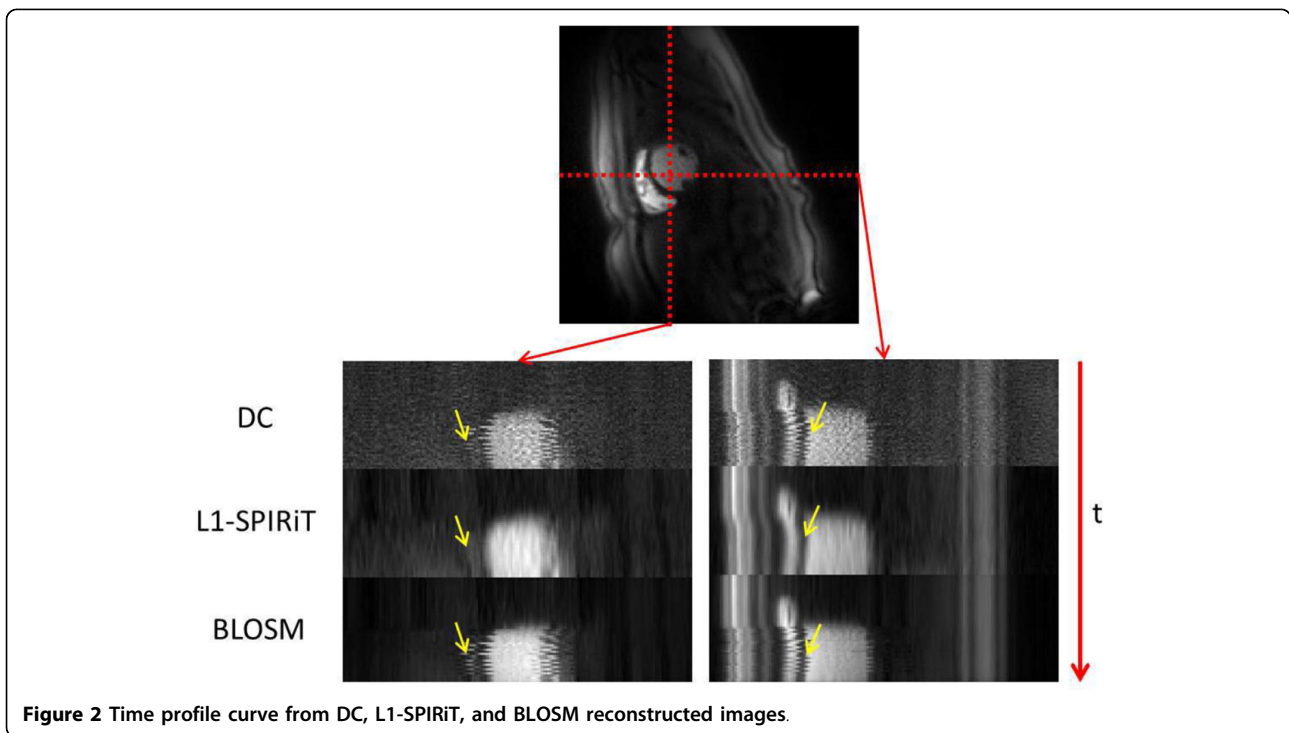 DC
L1-SPIRiT
BLOSM
t
Figure 2 Time profile curve from DC, L1-SPIRiT, and BLOSM reconstructed images.